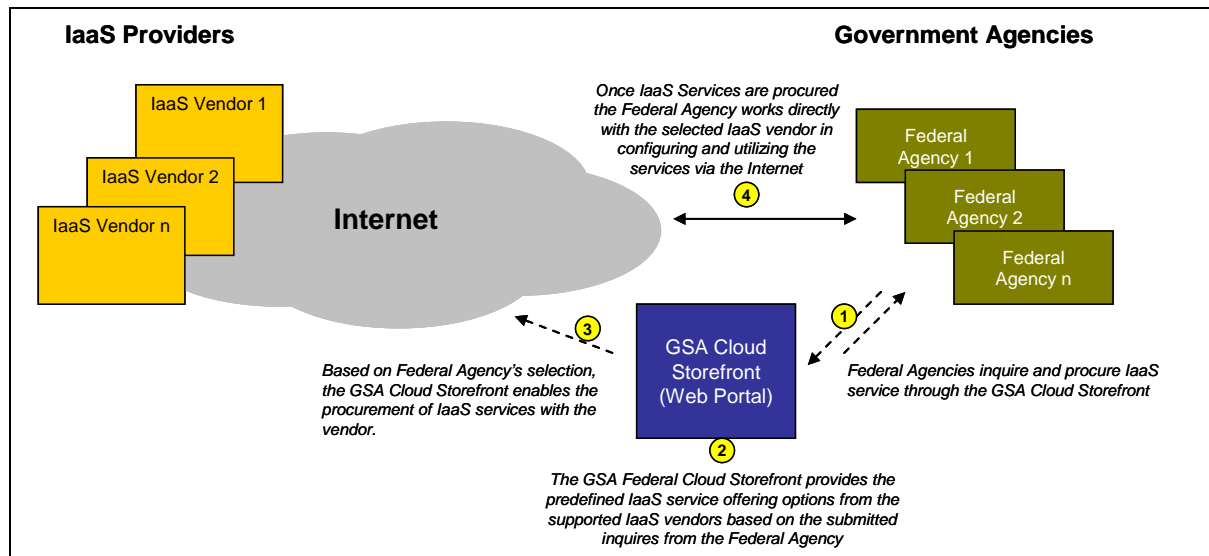 IaaS Providers
Government Agencies
IaaS Vendor 1
IaaS Vendor 2
IaaS Vendor n
Internet
Once IaaS Services are procured
the Federal Agency works directly
with the selected IaaS vendor in
configuring and utilizing the
services via the Internet
4
Federal
Agency 1
Federal
Agency 2
Federal
Agency n
1
Federal Agencies inquire and procure IaaS
service through the GSA Cloud Storefront
GSA Cloud
Storefront
(Web Portal)
2
The GSA Federal Cloud Storefront provides the
predefined IaaS service offering options from the
supported IaaS vendors based on the submitted
inquires from the Federal Agency
3
Based on Federal Agency's selection,
the GSA Cloud Storefront enables the
procurement of IaaS services with the
vendor.